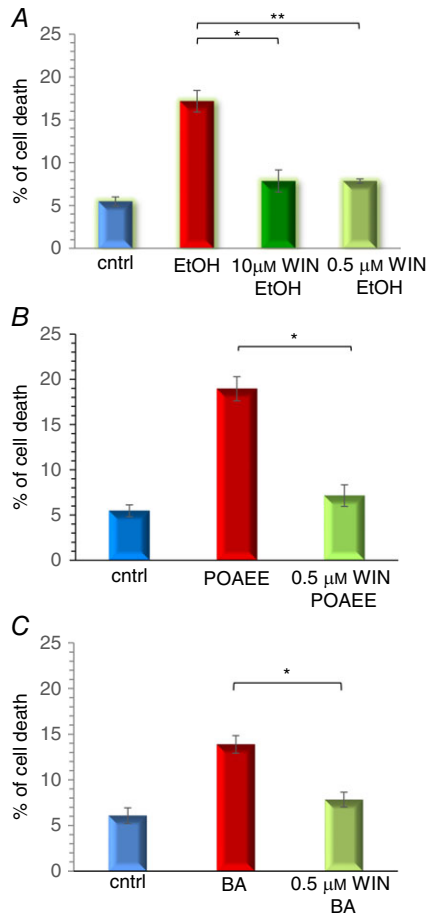 A
**
*
25
20
15
10
5
0
% of cell death
cntrl
EtOH
10μM WIN
EtOH
0.5 μM WIN
EtOH
B
*
25
20
15
10
5
0
% of cell death
cntrl
POAEE
0.5 μM WIN
POAEE
C
*
25
20
15
10
5
0
% of cell death
cntrl
BA
0.5 μM WIN
BA